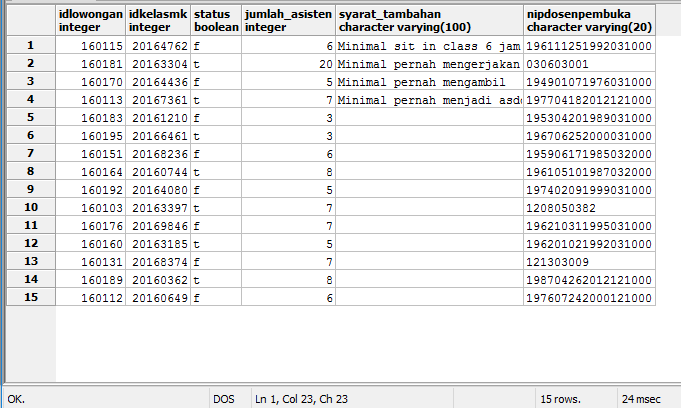 idlowongan integer idkelasmk integer status boolean jumlah_asisten integer syarat_tambahan character varying(100) nipdosenpembuka character varying(20)
1 160115 20164762 f 6 Minimal sit in class 6 jam 196111251992031000
2 160181 20163304 t 20 Minimal pernah mengerjakan 030603001
3 160170 20164436 f 5 Minimal pernah mengambil 194901071976031000
4 160113 20167361 t 7 Minimal pernah menjadi asdo 197704182012121000
5 160183 20161210 f 3 195304201989031000
6 160195 20166461 t 3 196706252000031000
7 160151 20168236 f 6 195906171985032000
8 160164 20160744 t 8 196105101987032000
9 160192 20164080 f 5 197402091999031000
10 160103 20163397 t 7 1208050382
11 160176 20169846 f 7 196210311995031000
12 160160 20163185 t 5 196201021992031000
13 160131 20168374 f 7 121303009
14 160189 20160362 t 8 198704262012121000
15 160112 20160649 f 6 197607242000121000
OK. DOS Ln 1, Col 23, Ch 23 15 rows. 24 msec